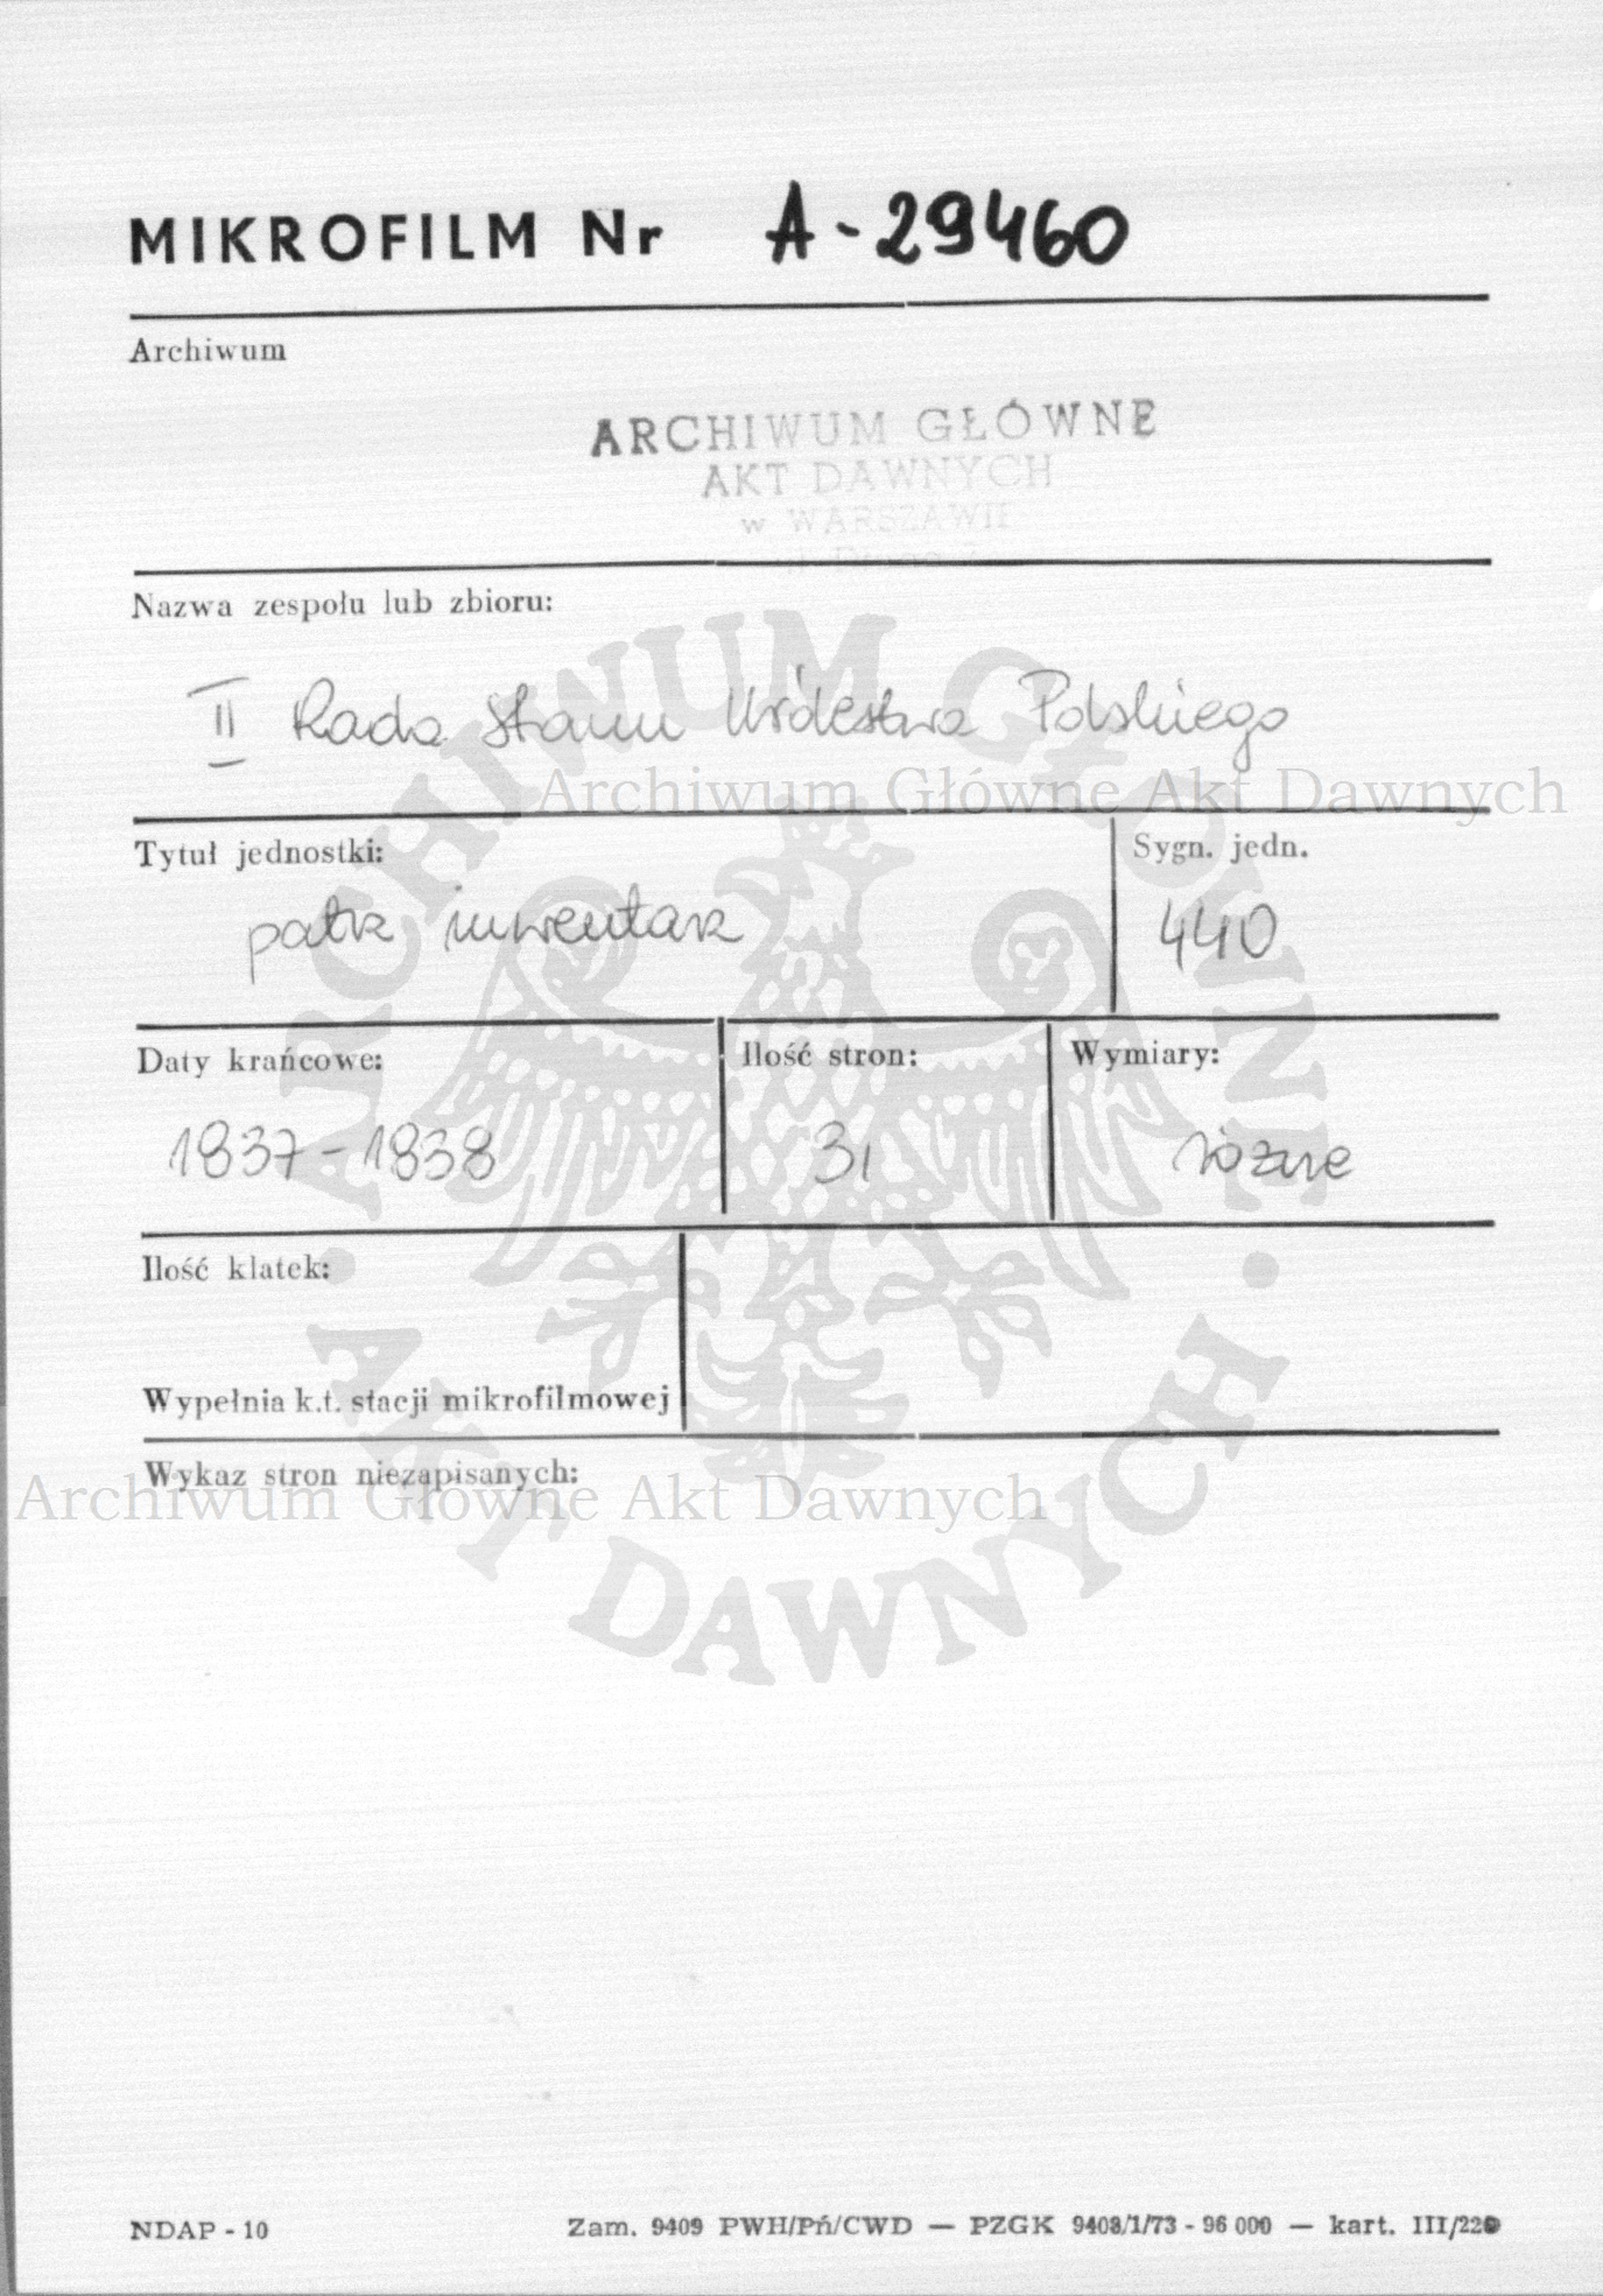 MIKROFILM Nr A-29460
Archiwum
ARCHIWUM GŁÓWNE
AKT DAWNYCH
w WARSZAWIE
Nazwa zespołu lub zbioru:
II Rada Stanu Królestwa Polskiego
Archiwum Główne Akt Dawnych
Tytuł jednostki:
Sygn. jedn.
patrz inwentarz
440
Daty krańcowe:
Ilość stron:
Wymiary:
1837-1838
31
różne
Ilość klatek:
Wypełnia k.t. stacji mikrofilmowej
Wykaz stron niezapisanych:
Archiwum Główne Akt Dawnych
ARCHIWUM GŁÓWNE
· AKT DAWNYCH ·
NDAP - 10
Zam. 9409 PWH/Pń/CWD — PZGK 9408/1/73 - 96 000 — kart. III/220